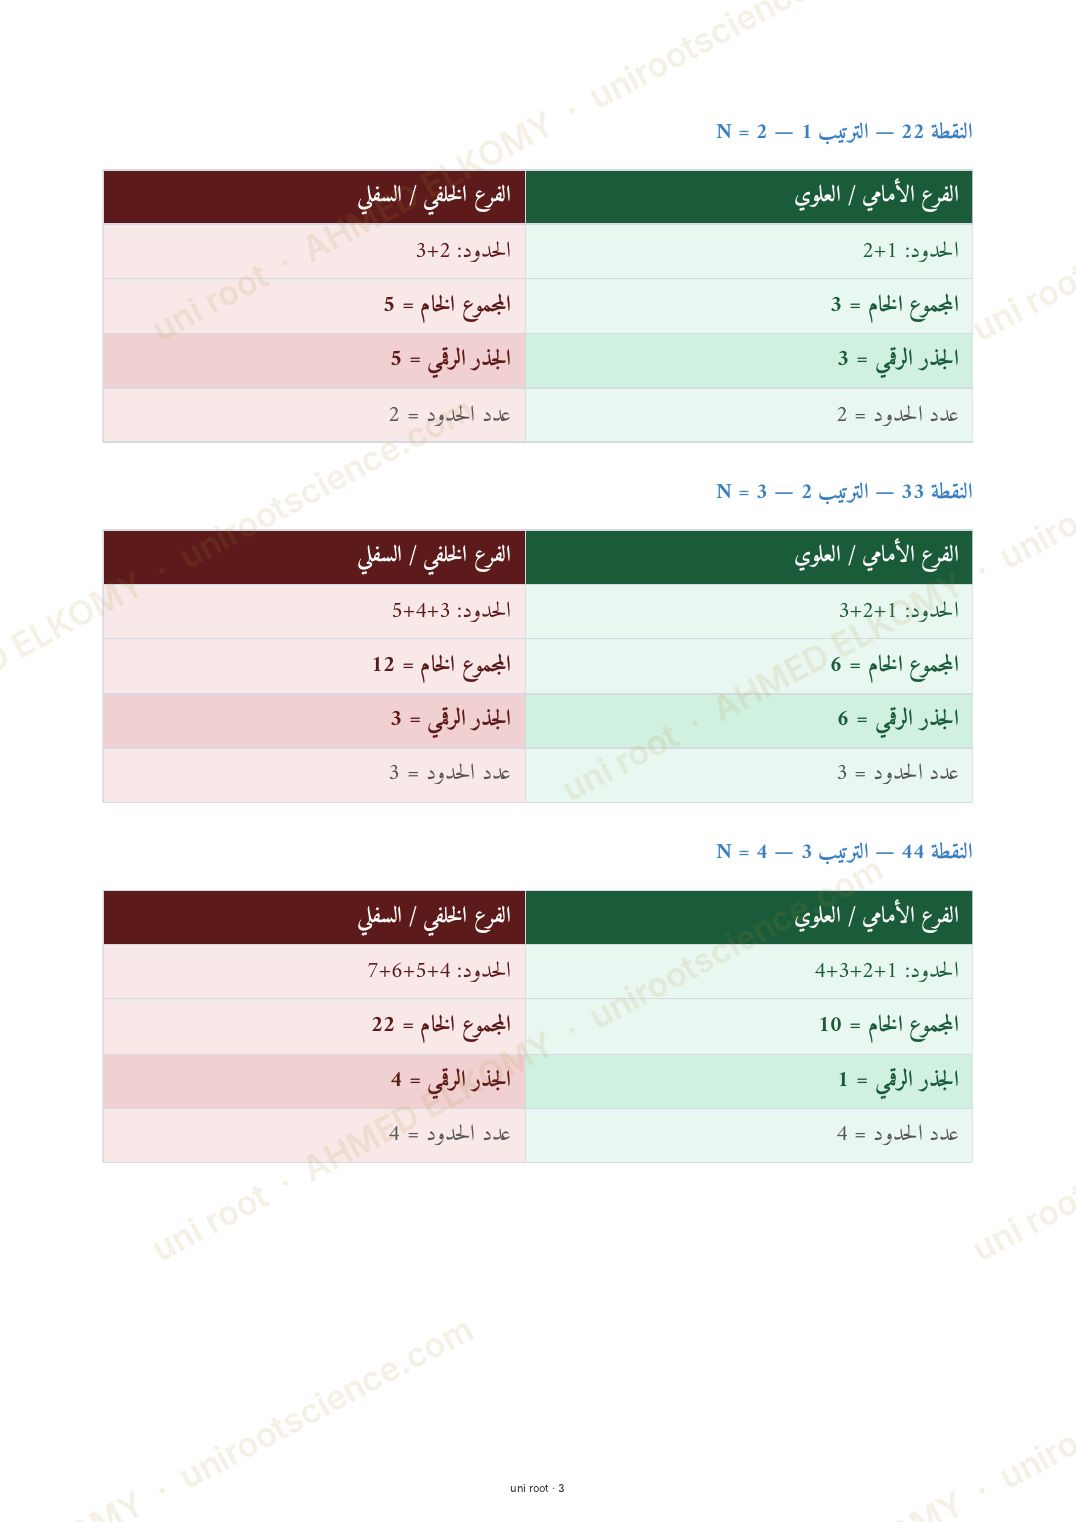 النقطة 22 — الترتيب 1 — N = 2
الفرع الأمامي / العلوي
الفرع الخلفي / السفلي
الحدود: 1+2
الحدود: 2+3
المجموع الخام = 3
المجموع الخام = 5
الجذر الرقمي = 3
الجذر الرقمي = 5
عدد الحدود = 2
عدد الحدود = 2
النقطة 33 — الترتيب 2 — N = 3
الفرع الأمامي / العلوي
الفرع الخلفي / السفلي
الحدود: 1+2+3
الحدود: 3+4+5
المجموع الخام = 6
المجموع الخام = 12
الجذر الرقمي = 6
الجذر الرقمي = 3
عدد الحدود = 3
عدد الحدود = 3
النقطة 44 — الترتيب 3 — N = 4
الفرع الأمامي / العلوي
الفرع الخلفي / السفلي
الحدود: 1+2+3+4
الحدود: 4+5+6+7
المجموع الخام = 10
المجموع الخام = 22
الجذر الرقمي = 1
الجذر الرقمي = 4
عدد الحدود = 4
عدد الحدود = 4
uni root · AHMED ELKOMY · unirootscience.com
uni root · 3